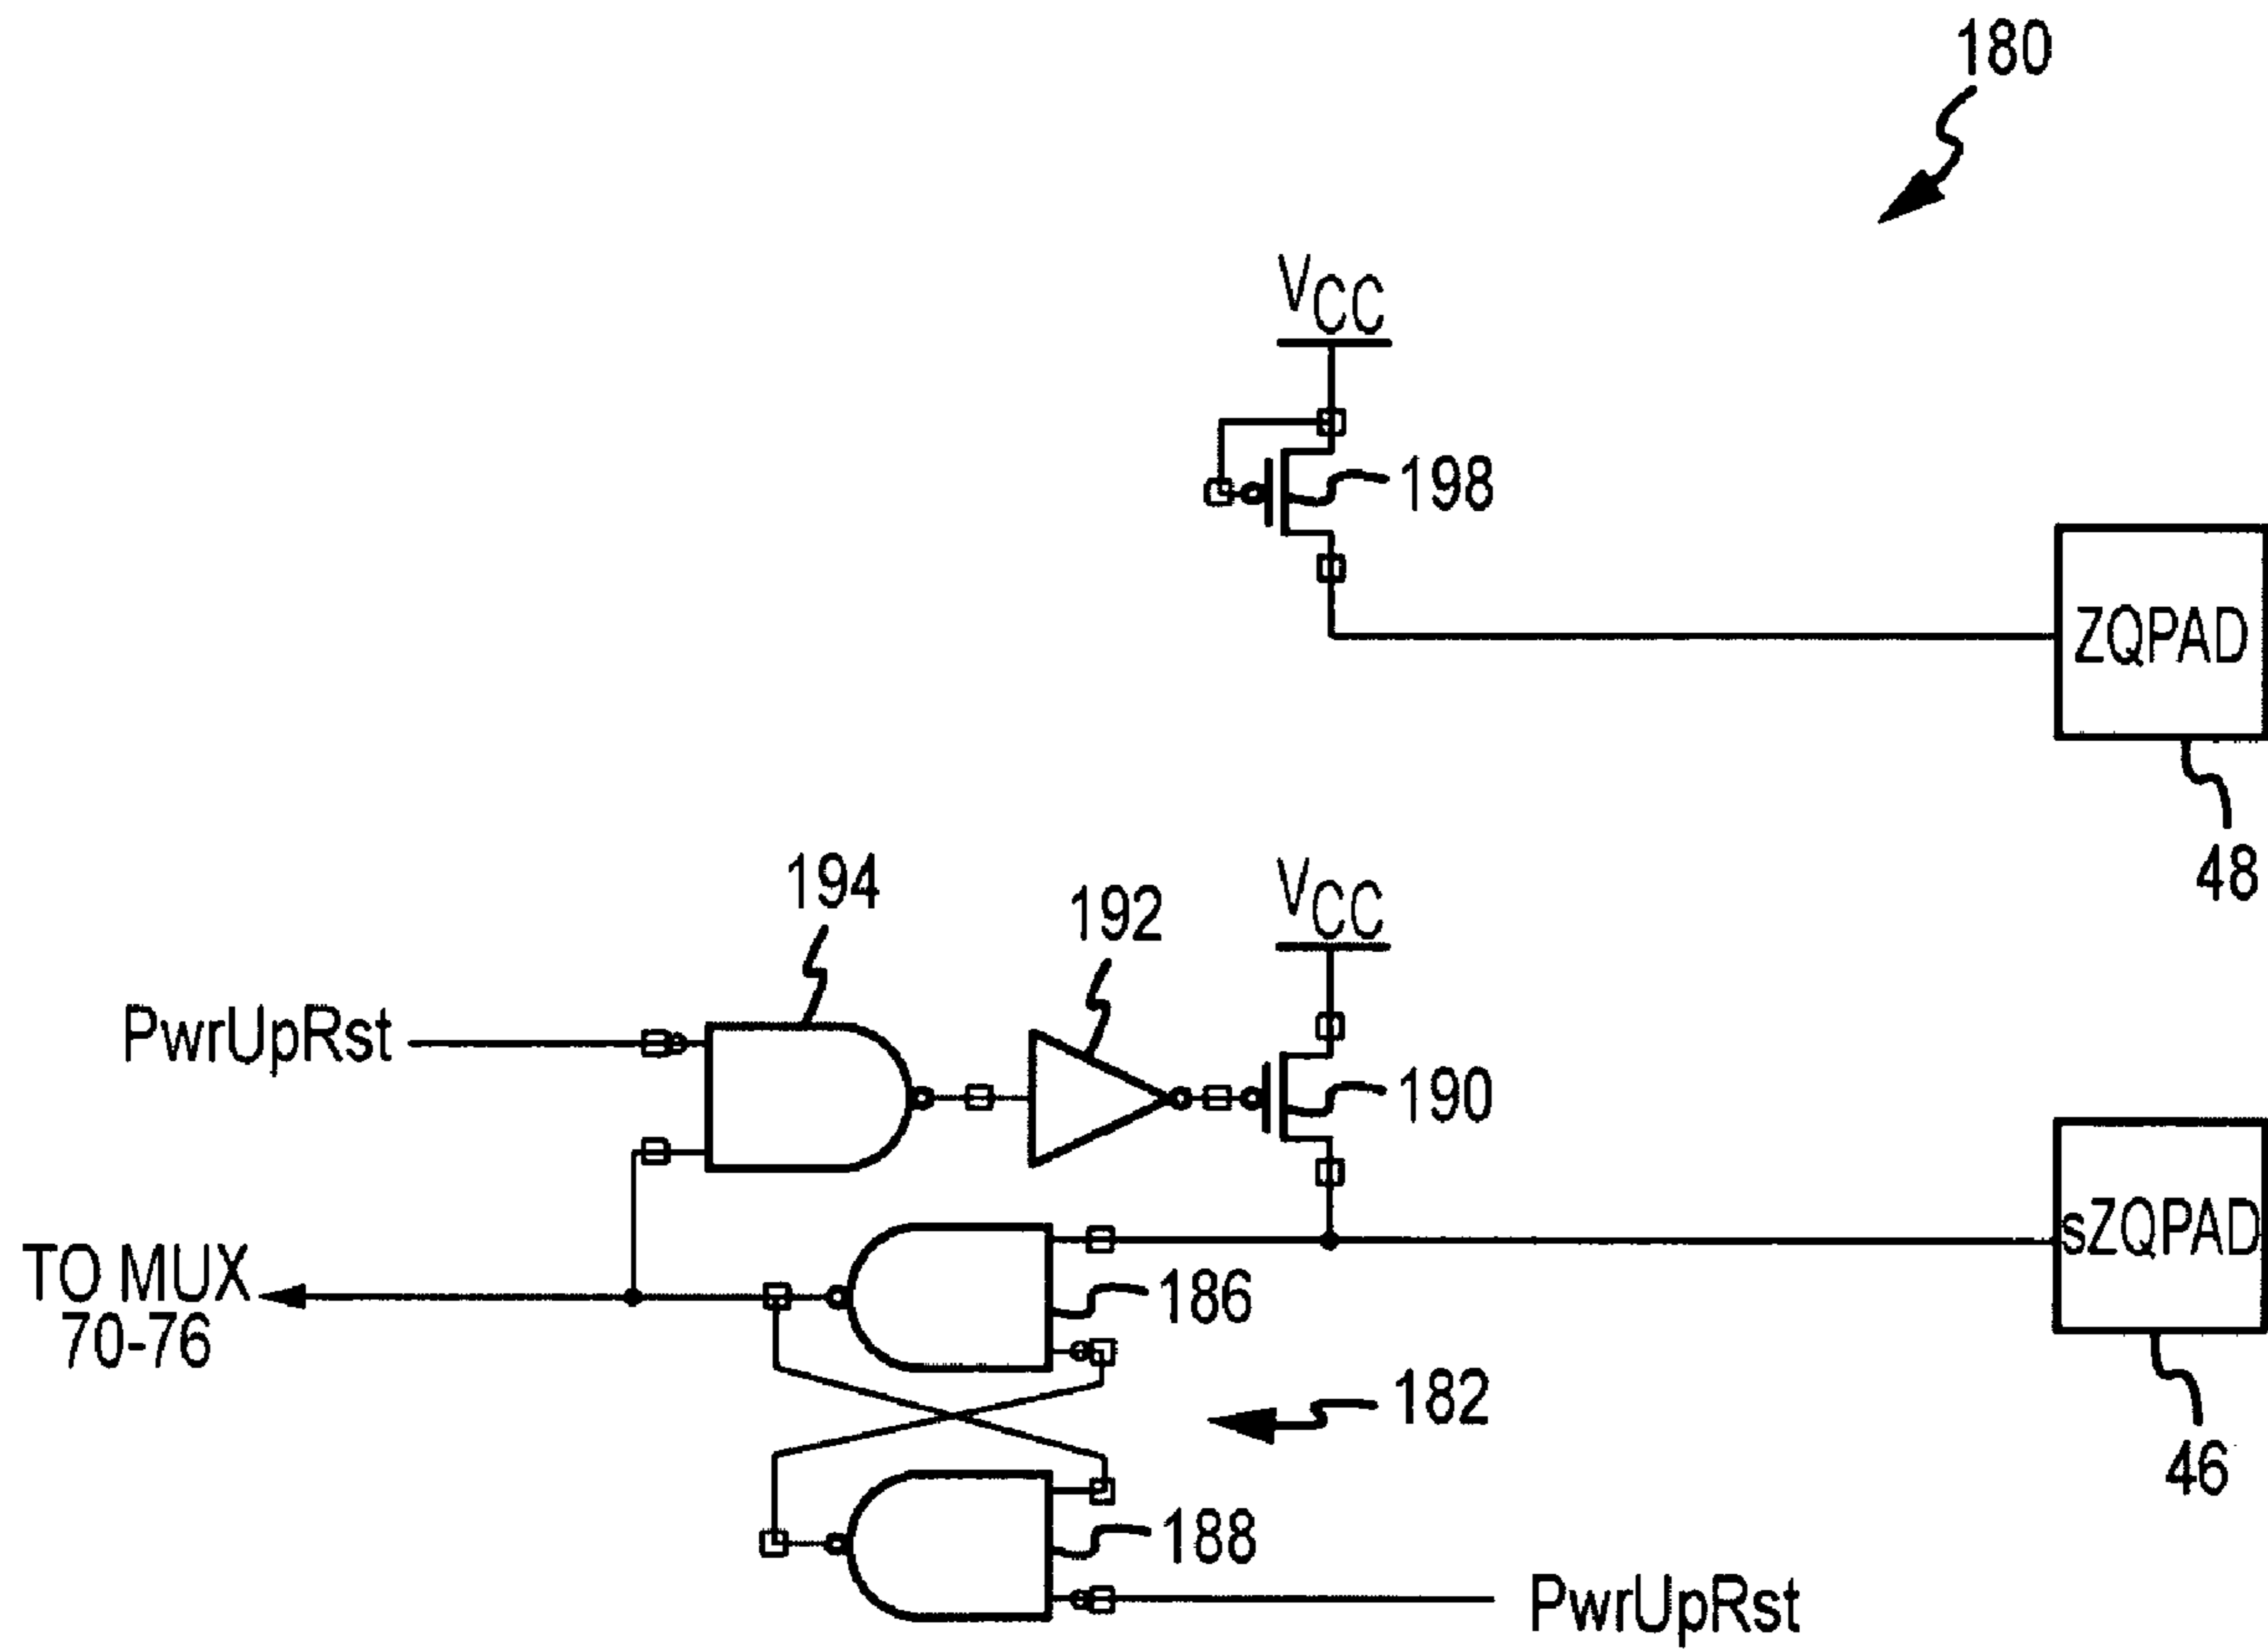 180
VCC
198
ZQPAD
48
194
192
VCC
PwrUpRst
190
sZQPAD
TO MUX
70-76
186
182
46
188
PwrUpRst